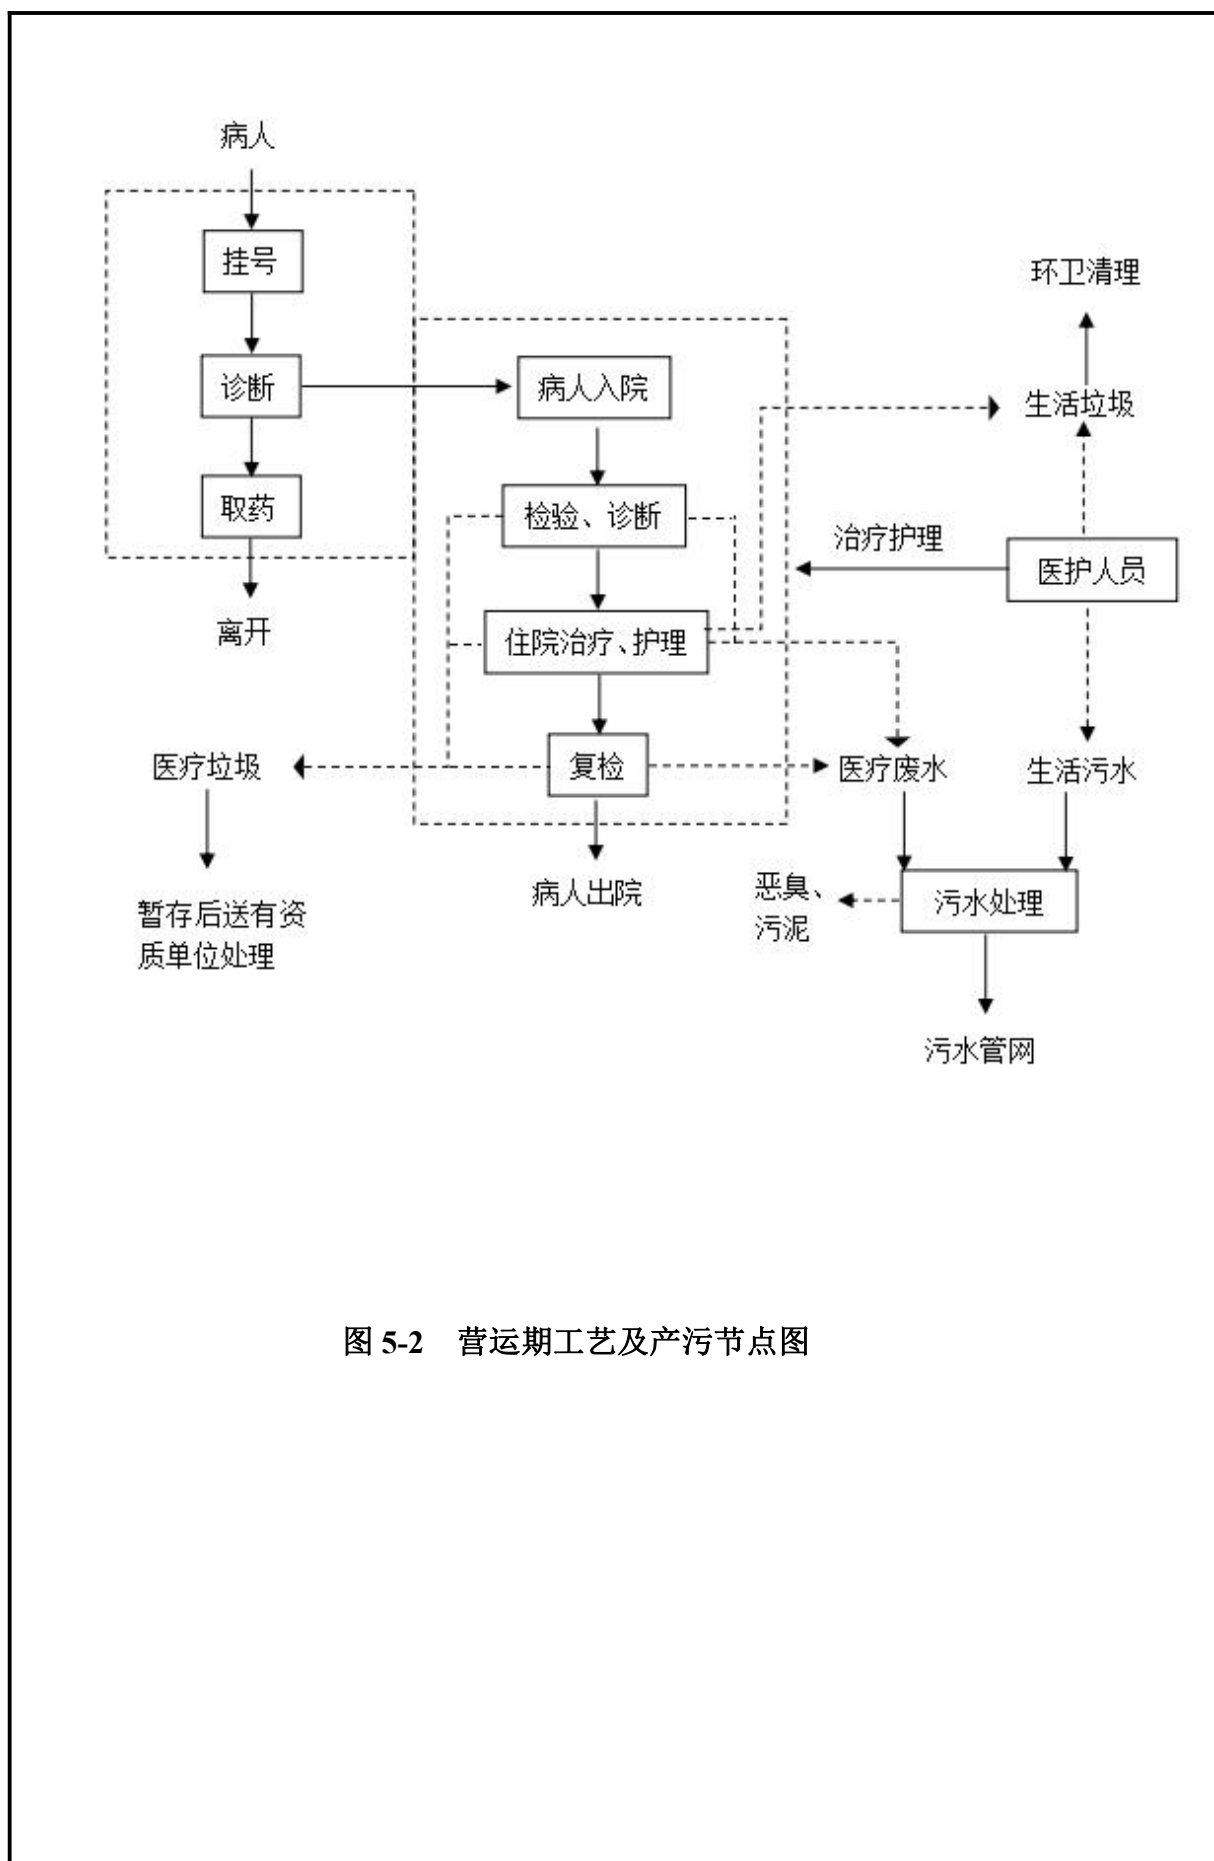 病人
挂号
环卫清理
诊断
病人入院
生活垃圾
取药
检验、诊断
治疗护理
医护人员
离开
住院治疗、护理
医疗垃圾
复检
医疗废水
生活污水
病人出院
恶臭、
污泥
污水处理
暂存后送有资
质单位处理
污水管网
图 5-2 营运期工艺及产污节点图